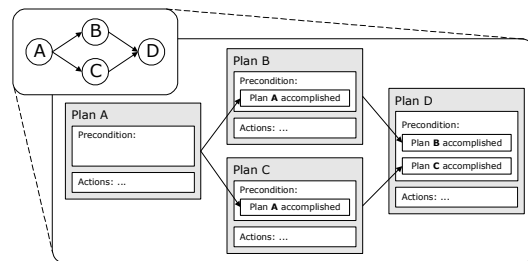 A
B
C
D
Plan A
Precondition:
Actions: ...
Plan B
Precondition:
Plan A accomplished
Actions: ...
Plan C
Precondition:
Plan A accomplished
Actions: ...
Plan D
Precondition:
Plan B accomplished
Plan C accomplished
Actions: ...